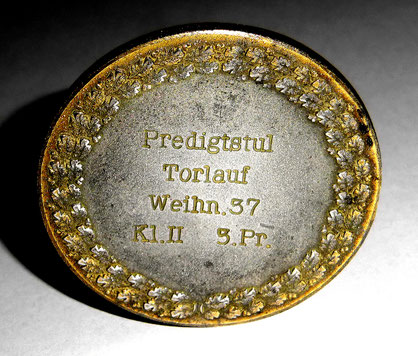 Predigtstul
Torlauf
Weihn.37
Kl.II 3.Pr.